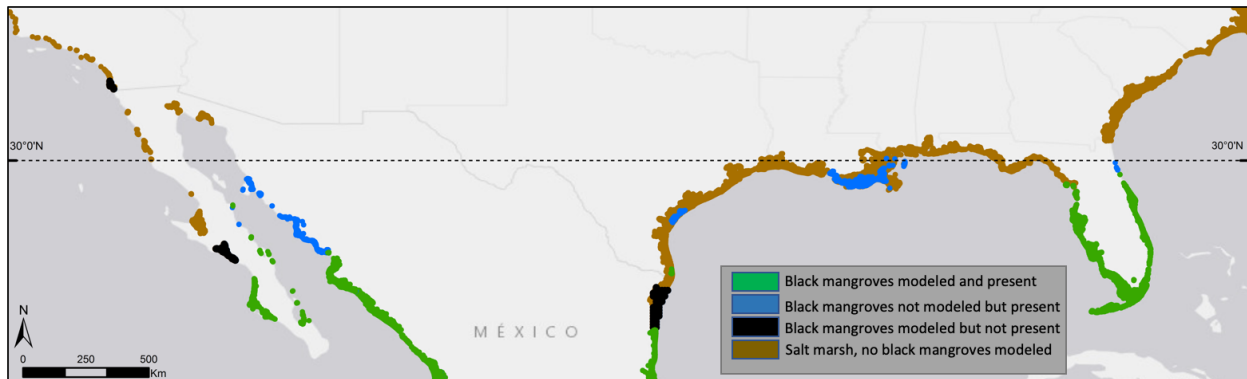 30°0'N
30°0'N
Black mangroves modeled and present
Black mangroves not modeled but present
Black mangroves modeled but not present
Salt marsh, no black mangroves modeled
MÉXICO
N
0 250 500
Km